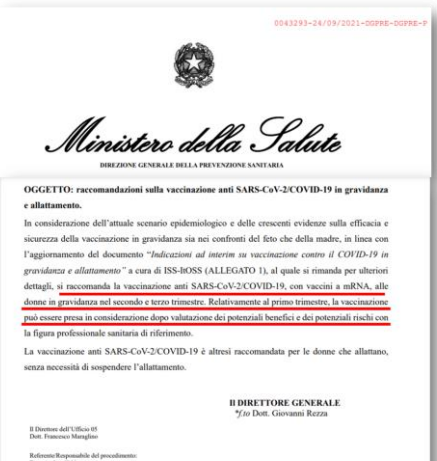 0043293-24/09/2021-DGPRE-DGPRE-P
Ministero della Salute
DIREZIONE GENERALE DELLA PREVENZIONE SANITARIA
OGGETTO: raccomandazioni sulla vaccinazione anti SARS-CoV-2/COVID-19 in gravidanza
e allattamento.
In considerazione dell'attuale scenario epidemiologico e delle crescenti evidenze sulla efficacia e
sicurezza della vaccinazione in gravidanza sia nei confronti del feto che della madre, in linea con
l'aggiornamento del documento "Indicazioni ad interim su vaccinazione contro il COVID-19 in
gravidanza e allattamento" a cura di ISS-ItOSS (ALLEGATO 1), al quale si rimanda per ulteriori
dettagli, si raccomanda la vaccinazione anti SARS-CoV-2/COVID-19, con vaccini a mRNA, alle
donne in gravidanza nel secondo e terzo trimestre. Relativamente al primo trimestre, la vaccinazione
può essere presa in considerazione dopo valutazione dei potenziali benefici e dei potenziali rischi con
la figura professionale sanitaria di riferimento.
La vaccinazione anti SARS-CoV-2/COVID-19 è altresì raccomandata per le donne che allattano,
senza necessità di sospendere l'allattamento.
Il DIRETTORE GENERALE
*f.to Dott. Giovanni Rezza
Il Direttore dell'Ufficio 05
Dott. Francesco Maraglino
Referente/Responsabile del procedimento: